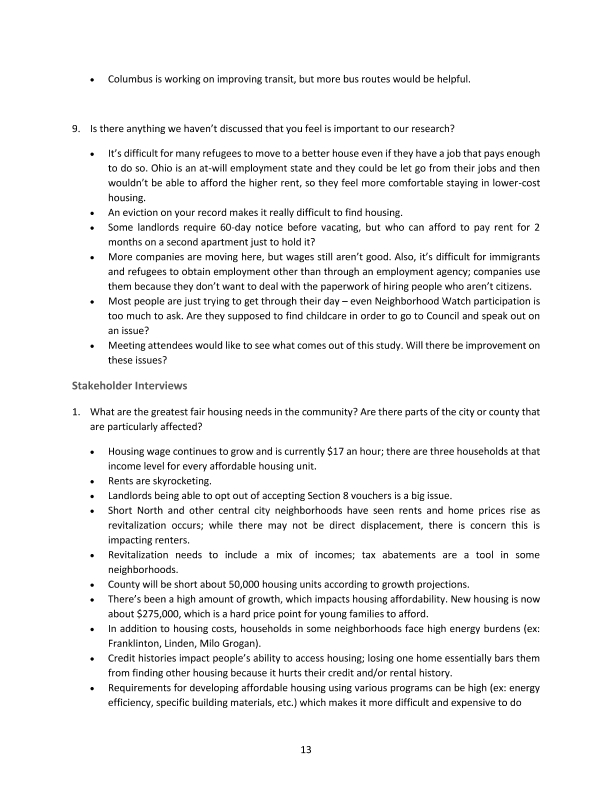 • Columbus is working on improving transit, but more bus routes would be helpful.
9. Is there anything we haven’t discussed that you feel is important to our research?
• It’s difficult for many refugees to move to a better house even if they have a job that pays enough
to do so. Ohio is an at-will employment state and they could be let go from their jobs and then
wouldn’t be able to afford the higher rent, so they feel more comfortable staying in lower-cost
housing.
• An eviction on your record makes it really difficult to find housing.
• Some landlords require 60-day notice before vacating, but who can afford to pay rent for 2
months on a second apartment just to hold it?
• More companies are moving here, but wages still aren’t good. Also, it’s difficult for immigrants
and refugees to obtain employment other than through an employment agency; companies use
them because they don’t want to deal with the paperwork of hiring people who aren’t citizens.
• Most people are just trying to get through their day – even Neighborhood Watch participation is
too much to ask. Are they supposed to find childcare in order to go to Council and speak out on
an issue?
• Meeting attendees would like to see what comes out of this study. Will there be improvement on
these issues?
Stakeholder Interviews
1. What are the greatest fair housing needs in the community? Are there parts of the city or county that
are particularly affected?
• Housing wage continues to grow and is currently $17 an hour; there are three households at that
income level for every affordable housing unit.
• Rents are skyrocketing.
• Landlords being able to opt out of accepting Section 8 vouchers is a big issue.
• Short North and other central city neighborhoods have seen rents and home prices rise as
revitalization occurs; while there may not be direct displacement, there is concern this is
impacting renters.
• Revitalization needs to include a mix of incomes; tax abatements are a tool in some
neighborhoods.
• County will be short about 50,000 housing units according to growth projections.
• There’s been a high amount of growth, which impacts housing affordability. New housing is now
about $275,000, which is a hard price point for young families to afford.
• In addition to housing costs, households in some neighborhoods face high energy burdens (ex:
Franklinton, Linden, Milo Grogan).
• Credit histories impact people’s ability to access housing; losing one home essentially bars them
from finding other housing because it hurts their credit and/or rental history.
• Requirements for developing affordable housing using various programs can be high (ex: energy
efficiency, specific building materials, etc.) which makes it more difficult and expensive to do
13